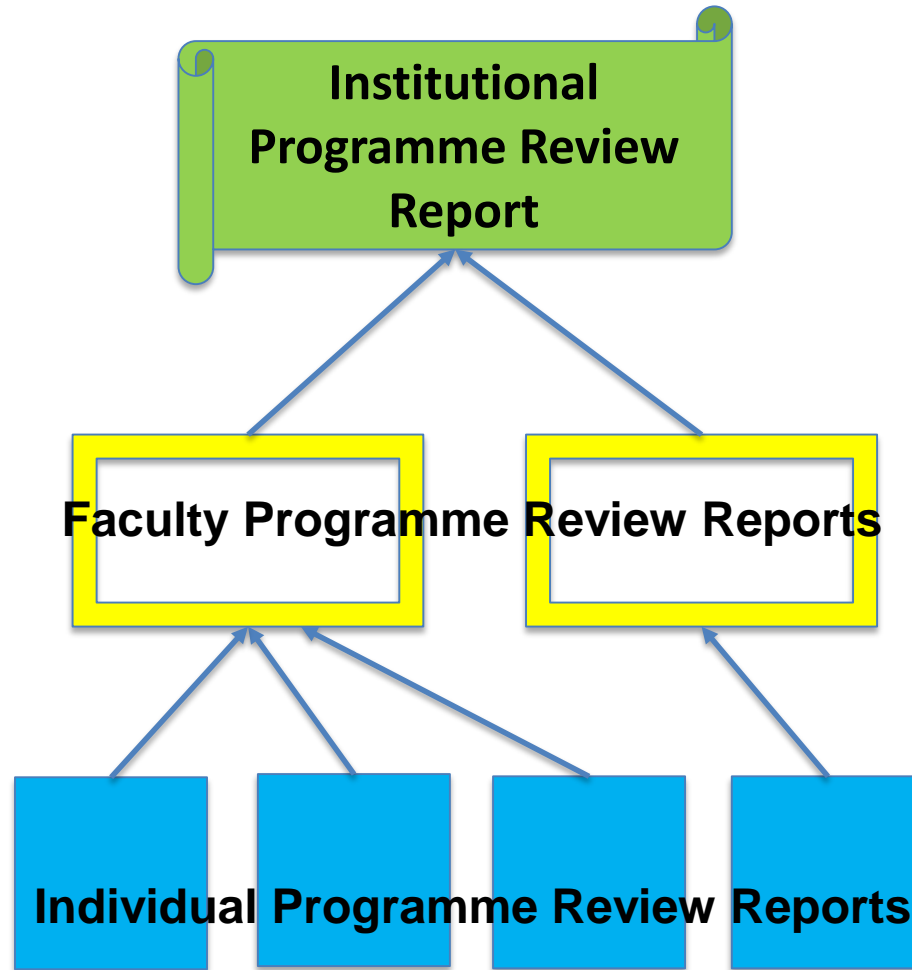 Institutional
Programme Review
Report
Faculty Programme Review Reports
Individual Programme Review Reports